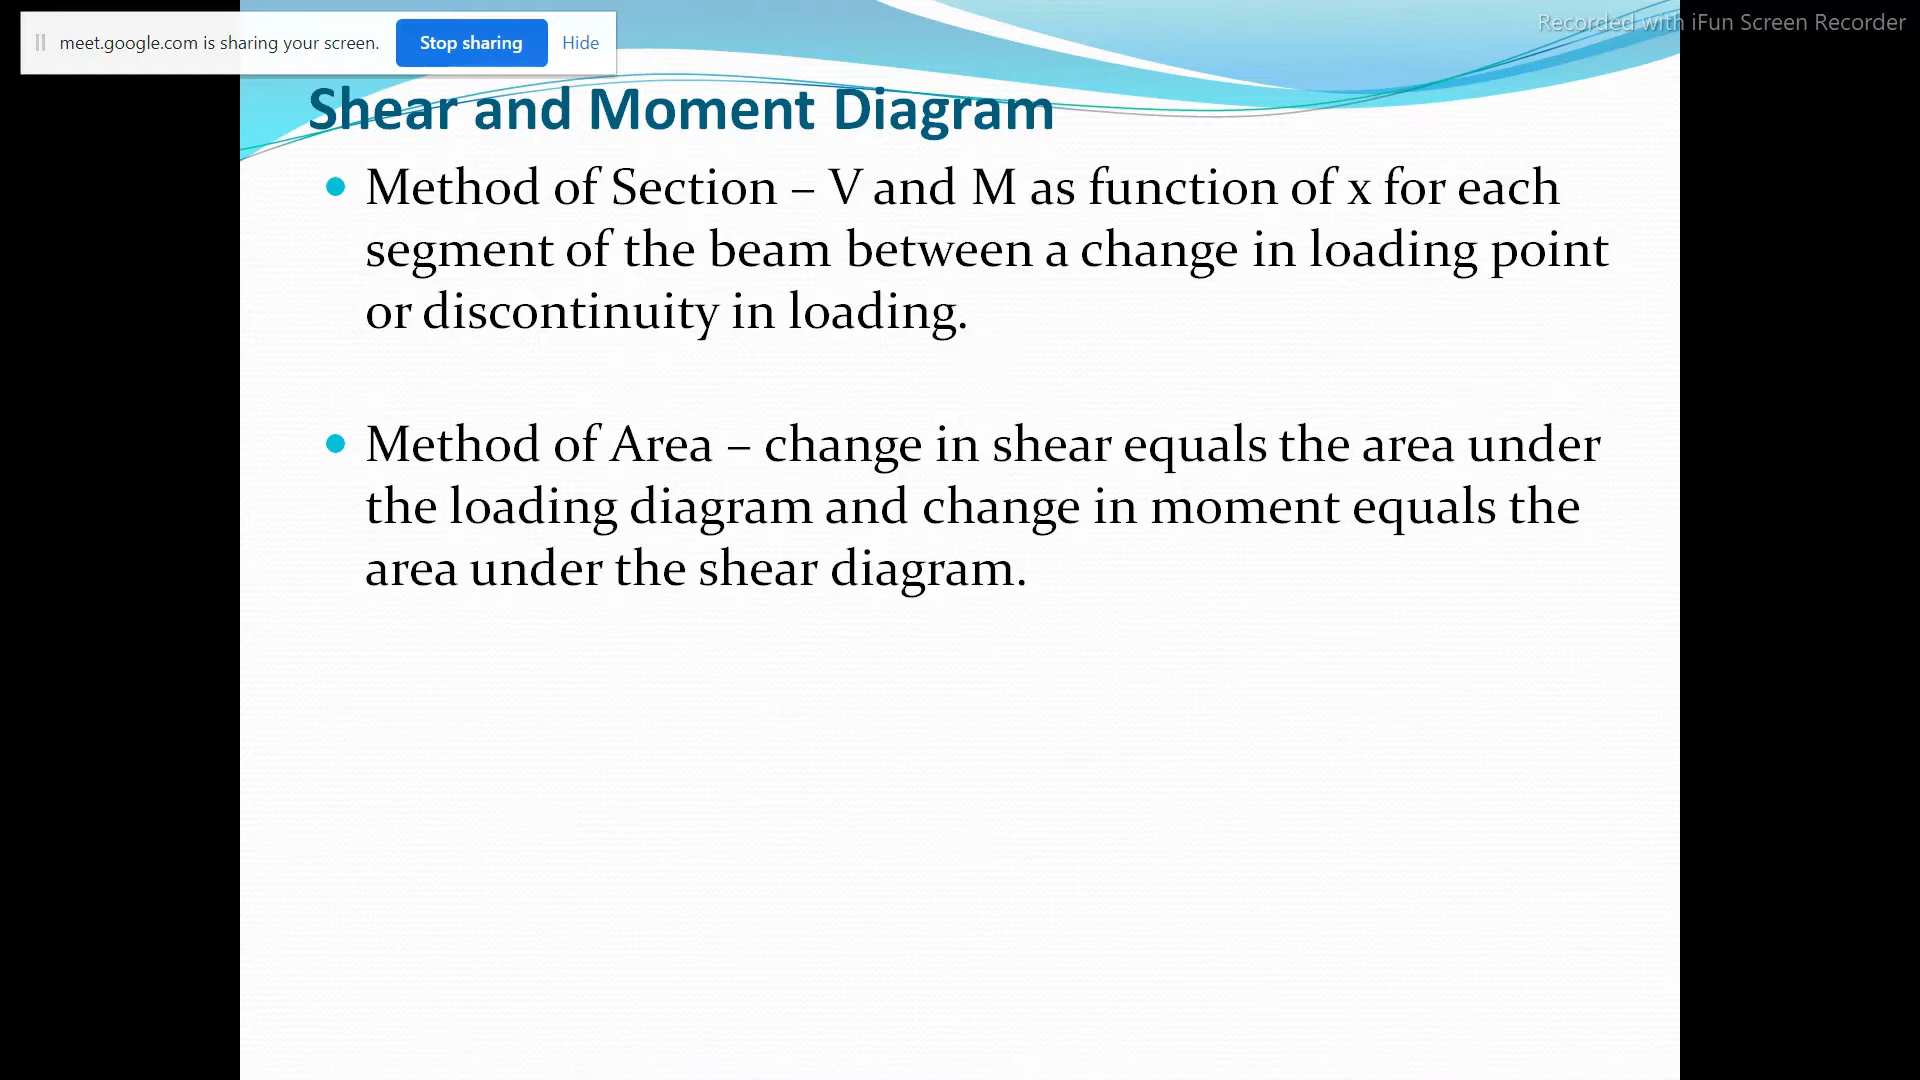 meet.google.com is sharing your screen. Stop sharing Hide
Recorded with iFun Screen Recorder
Shear and Moment Diagram
• Method of Section – V and M as function of x for each
segment of the beam between a change in loading point
or discontinuity in loading.
• Method of Area – change in shear equals the area under
the loading diagram and change in moment equals the
area under the shear diagram.